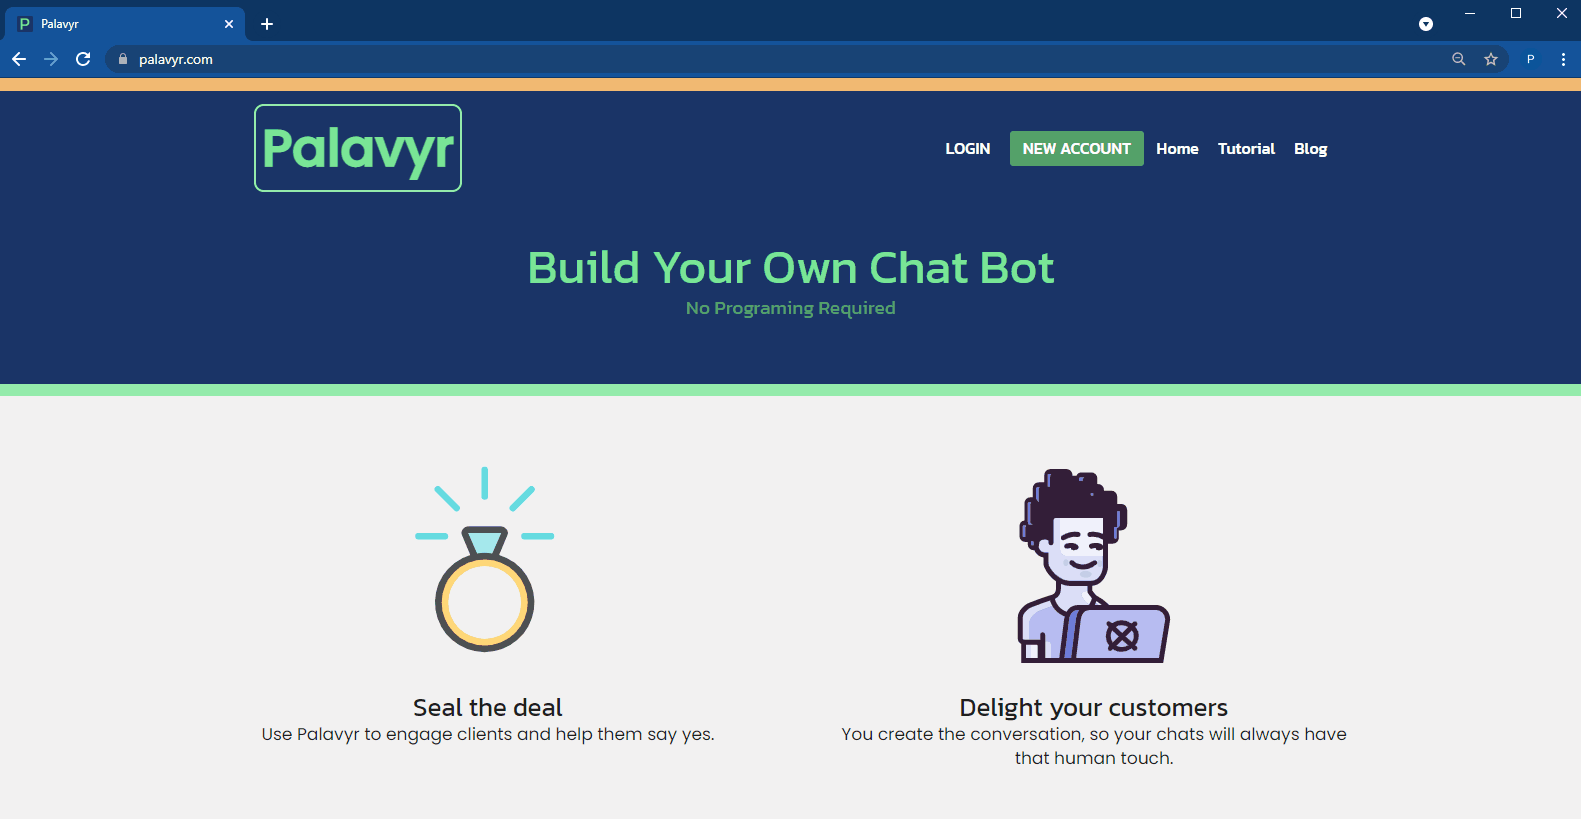 Palavyr
palavyr.com
P
Palavyr
LOGIN NEW ACCOUNT Home Tutorial Blog
Build Your Own Chat Bot
No Programing Required
Seal the deal
Use Palavyr to engage clients and help them say yes.
Delight your customers
You create the conversation, so your chats will always have
that human touch.